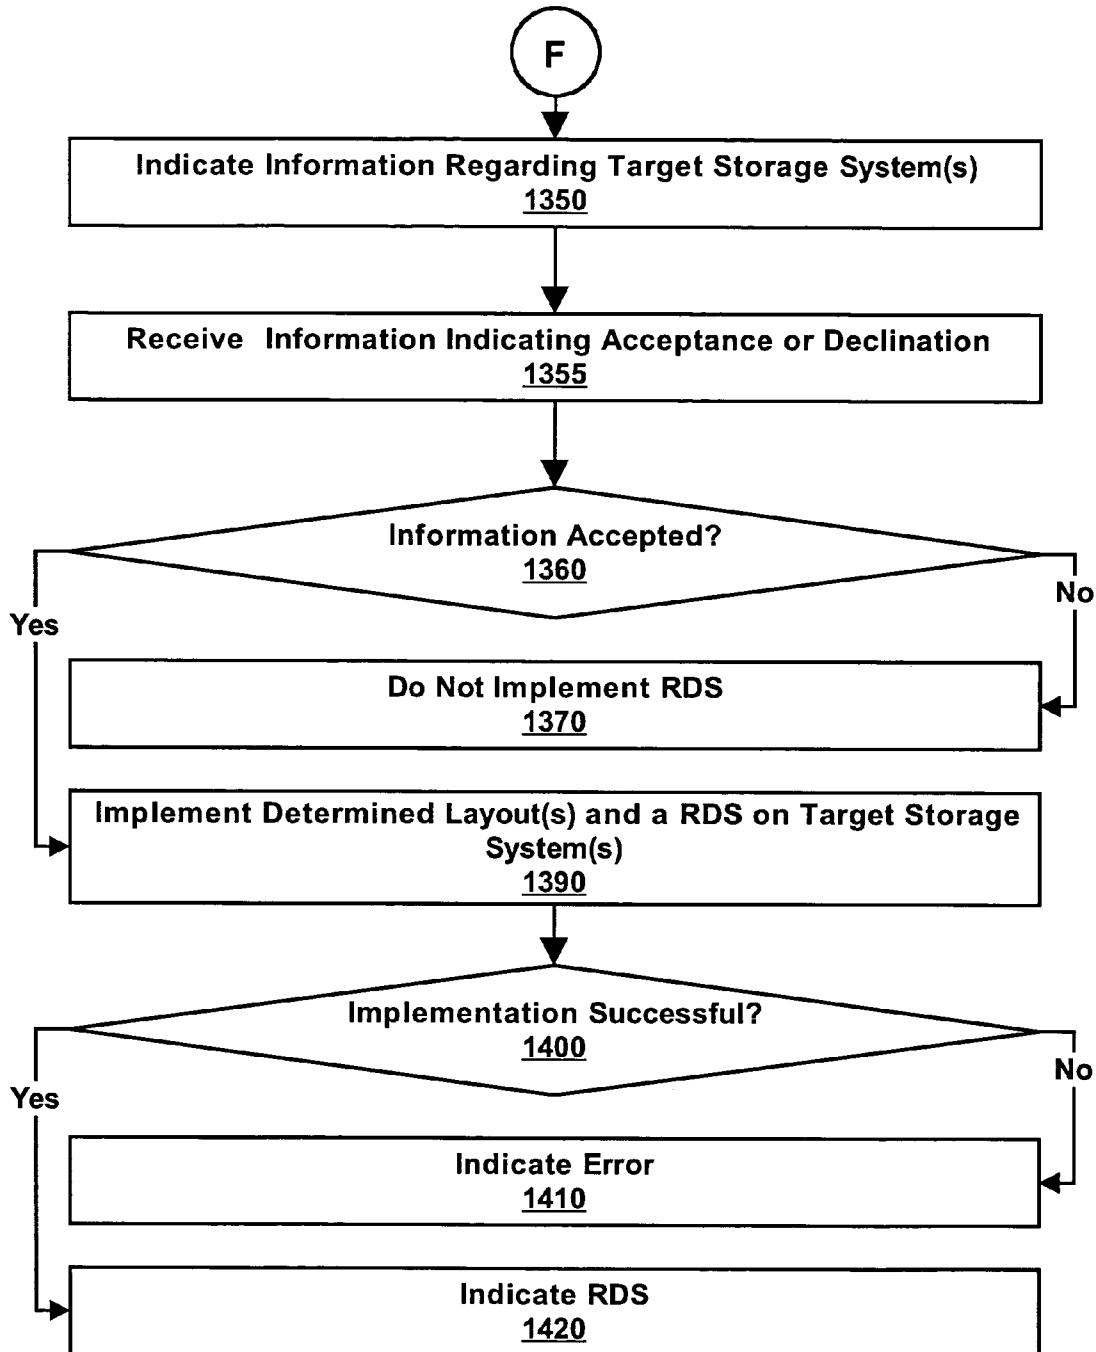 F
Indicate Information Regarding Target Storage System(s)
1350
Receive Information Indicating Acceptance or Declination
1355
Information Accepted?
1360
Yes
No
Do Not Implement RDS
1370
Implement Determined Layout(s) and a RDS on Target Storage
System(s)
1390
Implementation Successful?
1400
Yes
No
Indicate Error
1410
Indicate RDS
1420